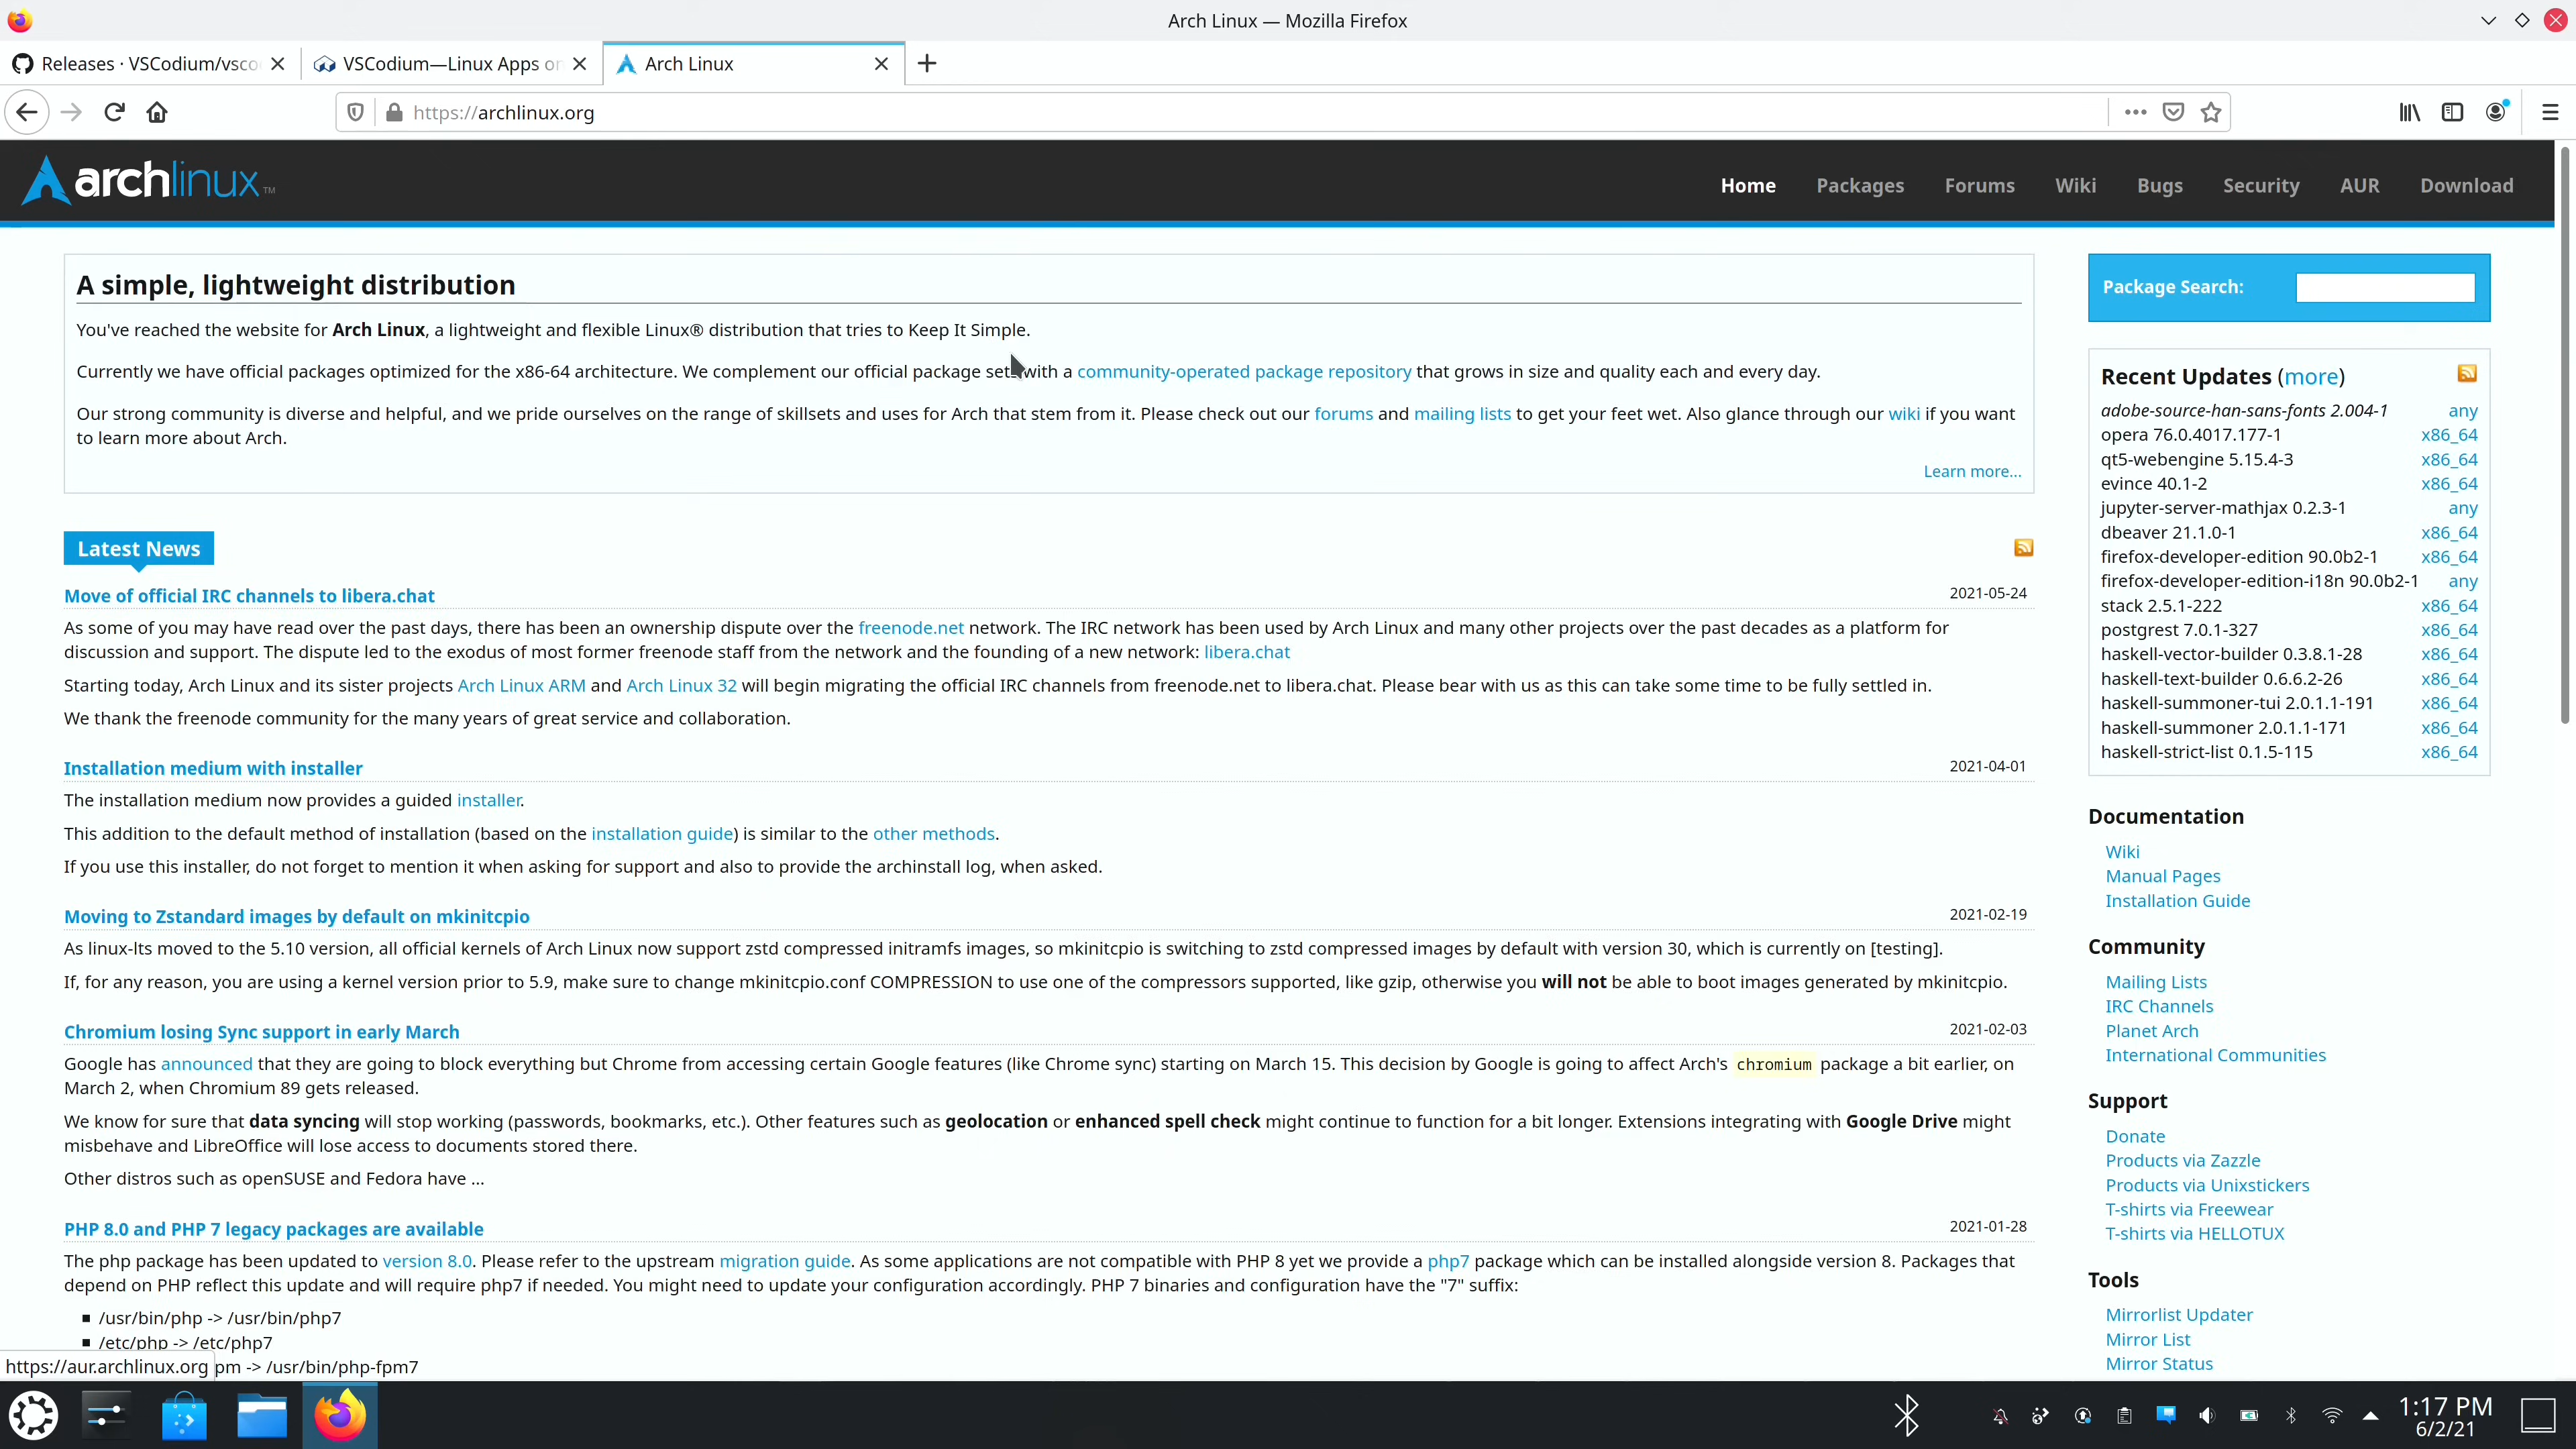 Arch Linux — Mozilla Firefox
Releases · VSCodium/vsco
VSCodium—Linux Apps on
Arch Linux
https://archlinux.org
archlinux™
Home Packages Forums Wiki Bugs Security AUR Download
A simple, lightweight distribution
You've reached the website for Arch Linux, a lightweight and flexible Linux® distribution that tries to Keep It Simple.
Currently we have official packages optimized for the x86-64 architecture. We complement our official package sets with a community-operated package repository that grows in size and quality each and every day.
Our strong community is diverse and helpful, and we pride ourselves on the range of skillsets and uses for Arch that stem from it. Please check out our forums and mailing lists to get your feet wet. Also glance through our wiki if you want
to learn more about Arch.
Learn more...
Latest News
Move of official IRC channels to libera.chat 2021-05-24
As some of you may have read over the past days, there has been an ownership dispute over the freenode.net network. The IRC network has been used by Arch Linux and many other projects over the past decades as a platform for
discussion and support. The dispute led to the exodus of most former freenode staff from the network and the founding of a new network: libera.chat
Starting today, Arch Linux and its sister projects Arch Linux ARM and Arch Linux 32 will begin migrating the official IRC channels from freenode.net to libera.chat. Please bear with us as this can take some time to be fully settled in.
We thank the freenode community for the many years of great service and collaboration.
Installation medium with installer 2021-04-01
The installation medium now provides a guided installer.
This addition to the default method of installation (based on the installation guide) is similar to the other methods.
If you use this installer, do not forget to mention it when asking for support and also to provide the archinstall log, when asked.
Moving to Zstandard images by default on mkinitcpio 2021-02-19
As linux-lts moved to the 5.10 version, all official kernels of Arch Linux now support zstd compressed initramfs images, so mkinitcpio is switching to zstd compressed images by default with version 30, which is currently on [testing].
If, for any reason, you are using a kernel version prior to 5.9, make sure to change mkinitcpio.conf COMPRESSION to use one of the compressors supported, like gzip, otherwise you will not be able to boot images generated by mkinitcpio.
Chromium losing Sync support in early March 2021-02-03
Google has announced that they are going to block everything but Chrome from accessing certain Google features (like Chrome sync) starting on March 15. This decision by Google is going to affect Arch's chromium package a bit earlier, on
March 2, when Chromium 89 gets released.
We know for sure that data syncing will stop working (passwords, bookmarks, etc.). Other features such as geolocation or enhanced spell check might continue to function for a bit longer. Extensions integrating with Google Drive might
misbehave and LibreOffice will lose access to documents stored there.
Other distros such as openSUSE and Fedora have ...
PHP 8.0 and PHP 7 legacy packages are available 2021-01-28
The php package has been updated to version 8.0. Please refer to the upstream migration guide. As some applications are not compatible with PHP 8 yet we provide a php7 package which can be installed alongside version 8. Packages that
depend on PHP reflect this update and will require php7 if needed. You might need to update your configuration accordingly. PHP 7 binaries and configuration have the "7" suffix:
/usr/bin/php -> /usr/bin/php7
/etc/php -> /etc/php7
pm -> /usr/bin/php-fpm7
https://aur.archlinux.org
Package Search:
Recent Updates (more)
adobe-source-han-sans-fonts 2.004-1 any
opera 76.0.4017.177-1 x86_64
qt5-webengine 5.15.4-3 x86_64
evince 40.1-2 x86_64
jupyter-server-mathjax 0.2.3-1 any
dbeaver 21.1.0-1 x86_64
firefox-developer-edition 90.0b2-1 x86_64
firefox-developer-edition-i18n 90.0b2-1 any
stack 2.5.1-222 x86_64
postgrest 7.0.1-327 x86_64
haskell-vector-builder 0.3.8.1-28 x86_64
haskell-text-builder 0.6.6.2-26 x86_64
haskell-summoner-tui 2.0.1.1-191 x86_64
haskell-summoner 2.0.1.1-171 x86_64
haskell-strict-list 0.1.5-115 x86_64
Documentation
Wiki
Manual Pages
Installation Guide
Community
Mailing Lists
IRC Channels
Planet Arch
International Communities
Support
Donate
Products via Zazzle
Products via Unixstickers
T-shirts via Freewear
T-shirts via HELLOTUX
Tools
Mirrorlist Updater
Mirror List
Mirror Status
1:17 PM
6/2/21